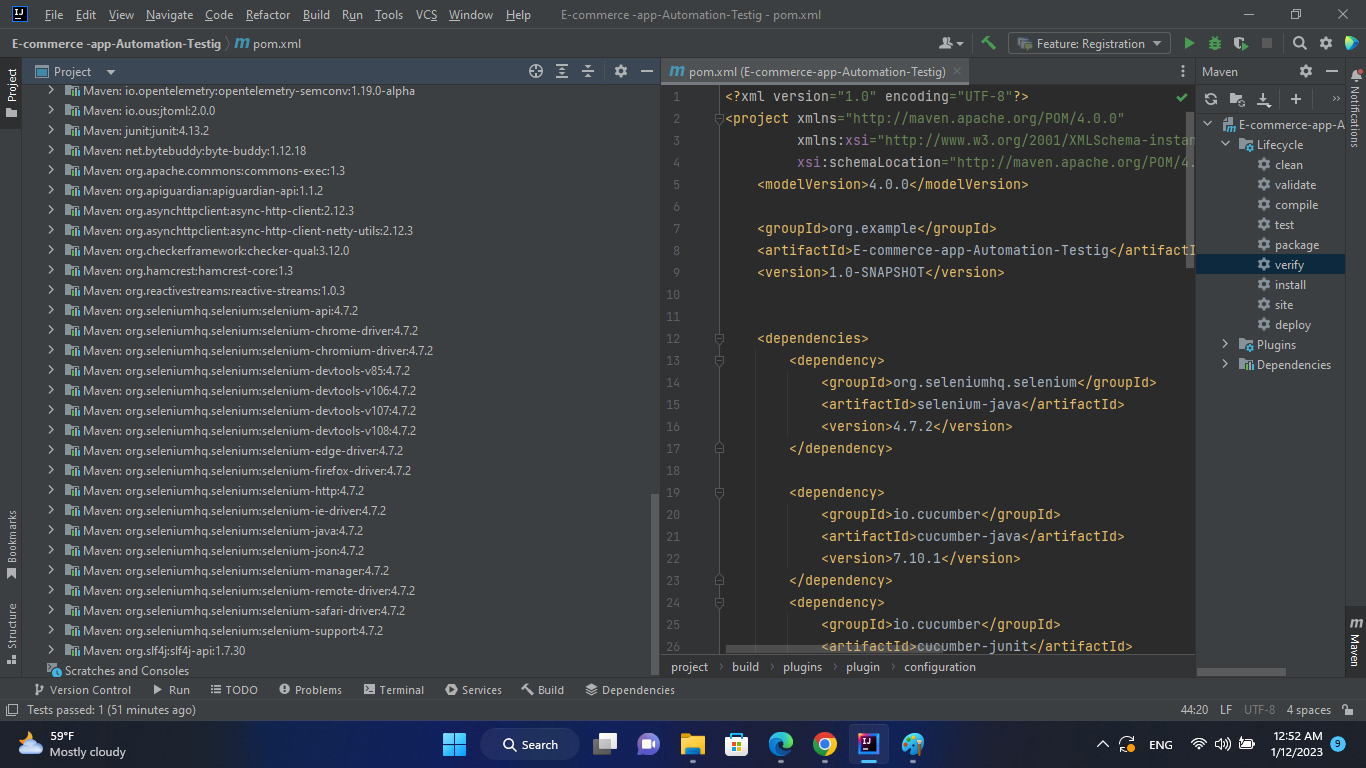 File Edit View Navigate Code Refactor Build Run Tools VCS Window Help E-commerce -app-Automation-Testig - pom.xml
E-commerce -app-Automation-Testig pom.xml
Feature: Registration
Project
Project
Maven: io.opentelemetry:opentelemetry-semconv:1.19.0-alpha
Maven: io.ous:jtoml:2.0.0
Maven: junit:junit:4.13.2
Maven: net.bytebuddy:byte-buddy:1.12.18
Maven: org.apache.commons:commons-exec:1.3
Maven: org.apiguardian:apiguardian-api:1.1.2
Maven: org.asynchttpclient:async-http-client:2.12.3
Maven: org.asynchttpclient:async-http-client-netty-utils:2.12.3
Maven: org.checkerframework:checker-qual:3.12.0
Maven: org.hamcrest:hamcrest-core:1.3
Maven: org.reactivestreams:reactive-streams:1.0.3
Maven: org.seleniumhq.selenium:selenium-api:4.7.2
Maven: org.seleniumhq.selenium:selenium-chrome-driver:4.7.2
Maven: org.seleniumhq.selenium:selenium-chromium-driver:4.7.2
Maven: org.seleniumhq.selenium:selenium-devtools-v85:4.7.2
Maven: org.seleniumhq.selenium:selenium-devtools-v106:4.7.2
Maven: org.seleniumhq.selenium:selenium-devtools-v107:4.7.2
Maven: org.seleniumhq.selenium:selenium-devtools-v108:4.7.2
Maven: org.seleniumhq.selenium:selenium-edge-driver:4.7.2
Maven: org.seleniumhq.selenium:selenium-firefox-driver:4.7.2
Maven: org.seleniumhq.selenium:selenium-http:4.7.2
Maven: org.seleniumhq.selenium:selenium-ie-driver:4.7.2
Maven: org.seleniumhq.selenium:selenium-java:4.7.2
Maven: org.seleniumhq.selenium:selenium-json:4.7.2
Maven: org.seleniumhq.selenium:selenium-manager:4.7.2
Maven: org.seleniumhq.selenium:selenium-remote-driver:4.7.2
Maven: org.seleniumhq.selenium:selenium-safari-driver:4.7.2
Maven: org.seleniumhq.selenium:selenium-support:4.7.2
Maven: org.slf4j:slf4j-api:1.7.30
Scratches and Consoles
Bookmarks
Structure
pom.xml (E-commerce-app-Automation-Testig)
1 <?xml version="1.0" encoding="UTF-8"?>
2 <project xmlns="http://maven.apache.org/POM/4.0.0"
3 xmlns:xsi="http://www.w3.org/2001/XMLSchema-instan
4 xsi:schemaLocation="http://maven.apache.org/POM/4.
5 <modelVersion>4.0.0</modelVersion>
6
7 <groupId>org.example</groupId>
8 <artifactId>E-commerce-app-Automation-Testig</artifactI
9 <version>1.0-SNAPSHOT</version>
10
11
12 <dependencies>
13 <dependency>
14 <groupId>org.seleniumhq.selenium</groupId>
15 <artifactId>selenium-java</artifactId>
16 <version>4.7.2</version>
17 </dependency>
18
19 <dependency>
20 <groupId>io.cucumber</groupId>
21 <artifactId>cucumber-java</artifactId>
22 <version>7.10.1</version>
23 </dependency>
24 <dependency>
25 <groupId>io.cucumber</groupId>
26 <artifactId>cucumber-junit</artifactId>
project build plugins plugin configuration
Maven
E-commerce-app-A
Lifecycle
clean
validate
compile
test
package
verify
install
site
deploy
Plugins
Dependencies
Notifications
Maven
Version Control Run TODO Problems Terminal Services Build Dependencies
Tests passed: 1 (51 minutes ago) 44:20 LF UTF-8 4 spaces
59°F
Mostly cloudy
Search
ENG
12:52 AM
1/12/2023
9